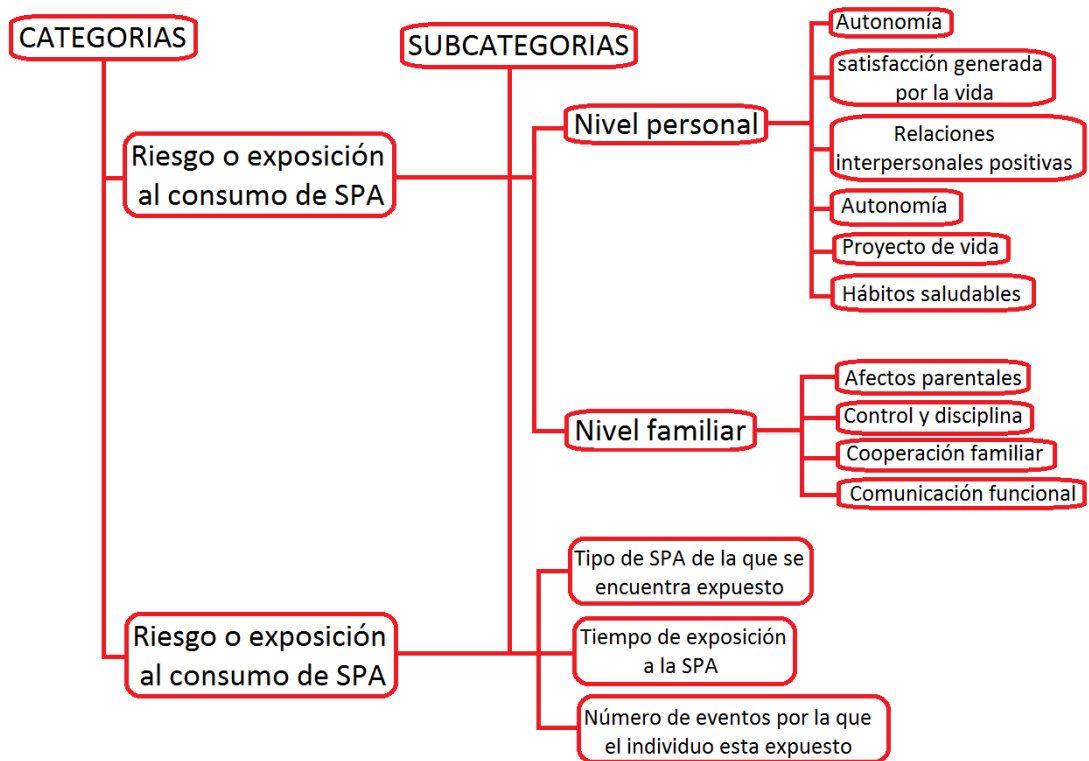 CATEGORIAS
SUBCATEGORIAS
Riesgo o exposición
al consumo de SPA
Nivel personal
Autonomía
satisfacción generada
por la vida
Relaciones
interpersonales positivas
Autonomía
Proyecto de vida
Hábitos saludables
Nivel familiar
Afectos parentales
Control y disciplina
Cooperación familiar
Comunicación funcional
Riesgo o exposición
al consumo de SPA
Tipo de SPA de la que se
encuentra expuesto
Tiempo de exposición
a la SPA
Número de eventos por la que
el individuo esta expuesto